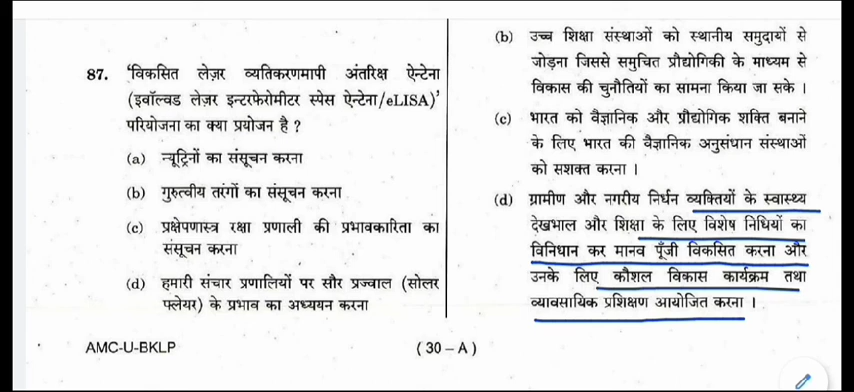 87. 'विकसित लेज़र व्यतिकरणमापी अंतरिक्ष ऐन्टेना
(इवॉल्वड लेज़र इन्टरफेरोमीटर स्पेस ऐन्टेना/eLISA)'
परियोजना का क्या प्रयोजन है ?
(a) न्यूट्रिनों का संसूचन करना
(b) गुरुत्वीय तरंगों का संसूचन करना
(c) प्रक्षेपणास्त्र रक्षा प्रणाली की प्रभावकारिता का
संसूचन करना
(d) हमारी संचार प्रणालियों पर सौर प्रज्वाल (सोलर
फ्लेयर) के प्रभाव का अध्ययन करना
(b) उच्च शिक्षा संस्थाओं को स्थानीय समुदायों से
जोड़ना जिससे समुचित प्रौद्योगिकी के माध्यम से
विकास की चुनौतियों का सामना किया जा सके ।
(c) भारत को वैज्ञानिक और प्रौद्योगिक शक्ति बनाने
के लिए भारत की वैज्ञानिक अनुसंधान संस्थाओं
को सशक्त करना ।
(d) ग्रामीण और नगरीय निर्धन व्यक्तियों के स्वास्थ्य
देखभाल और शिक्षा के लिए विशेष निधियों का
विनिधान कर मानव पूँजी विकसित करना और
उनके लिए कौशल विकास कार्यक्रम तथा
व्यावसायिक प्रशिक्षण आयोजित करना ।
AMC-U-BKLP
( 30 – A )